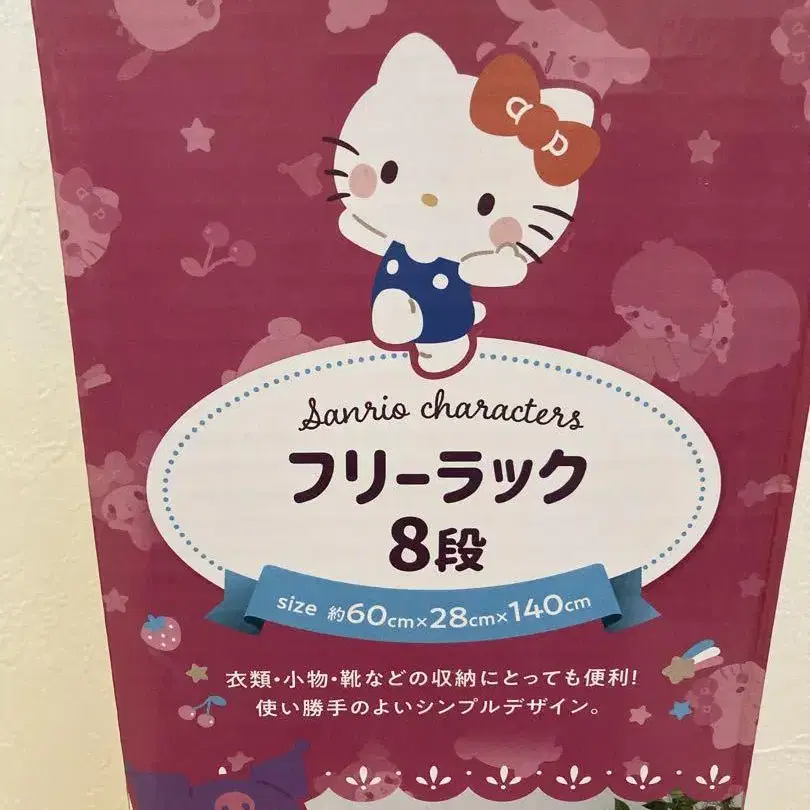 Sanrio characters
フリーラック
8段
size 約60cm×28cm×140cm
衣類・小物・靴などの収納にとっても便利!
使い勝手のよいシンプルデザイン。